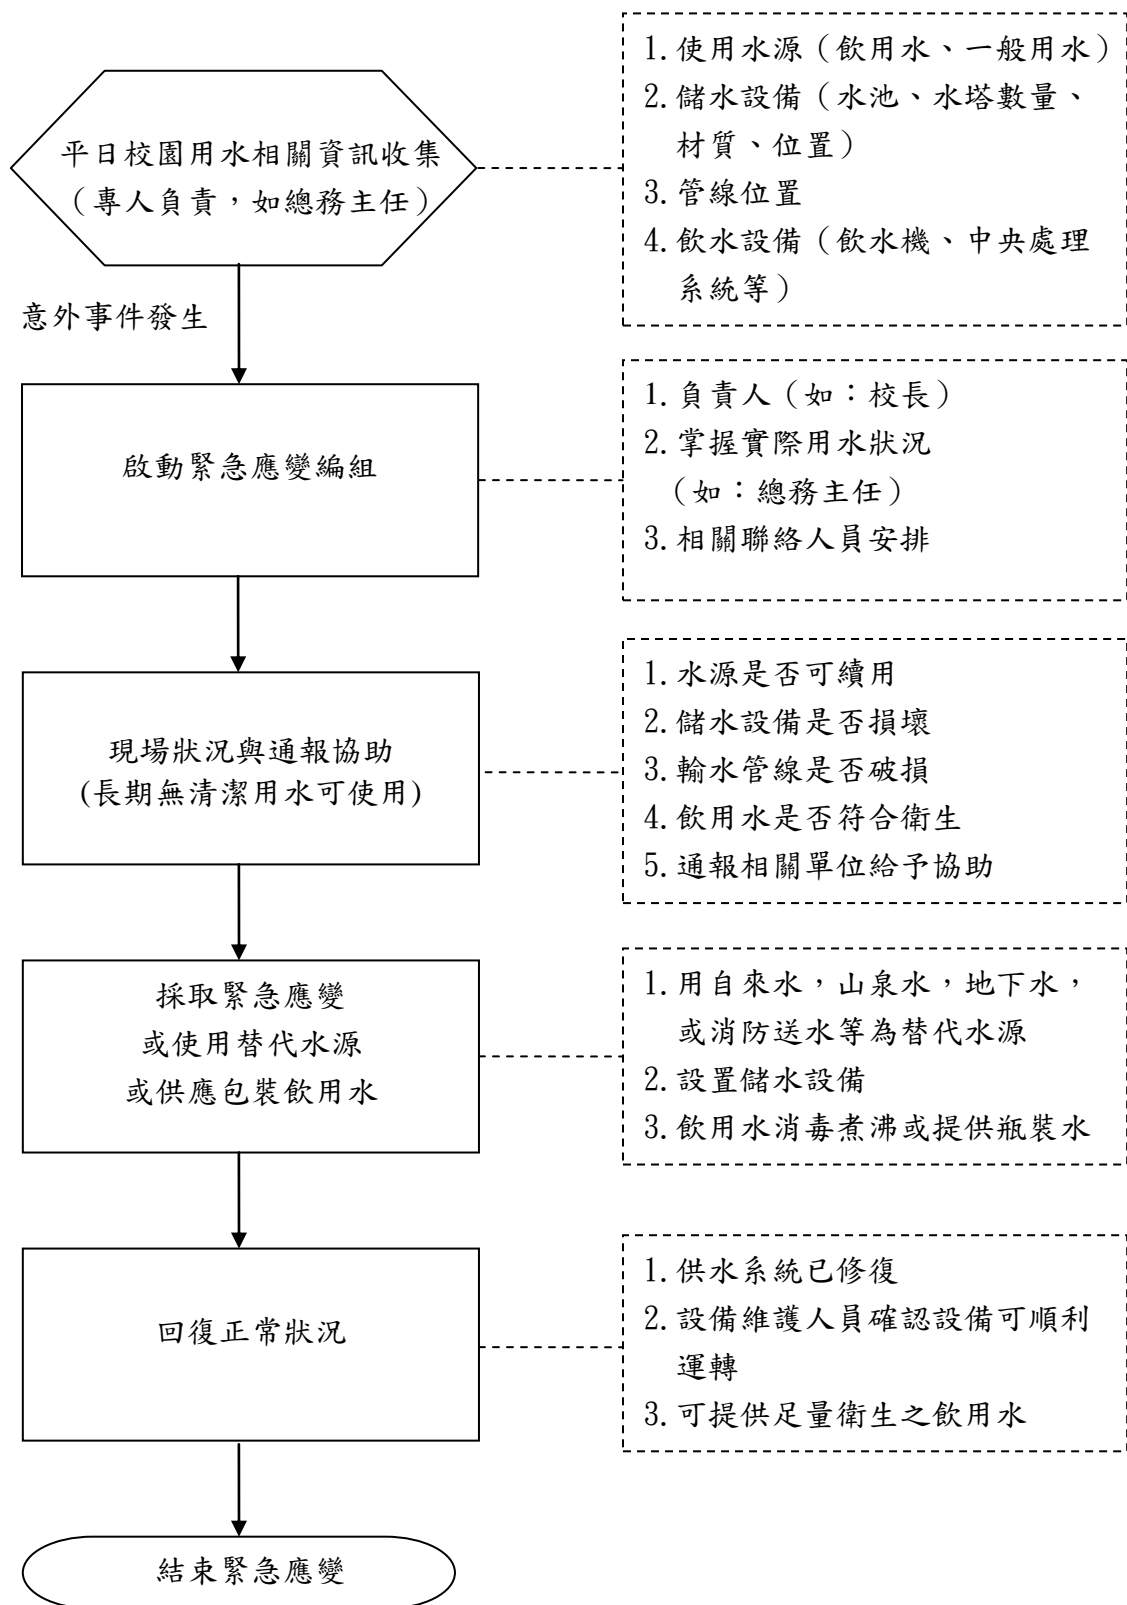 平日校園用水相關資訊收集
（專人負責，如總務主任）
1.使用水源（飲用水、一般用水）
2.儲水設備（水池、水塔數量、
材質、位置）
3.管線位置
4.飲水設備（飲水機、中央處理
系統等）
意外事件發生
啟動緊急應變編組
1.負責人（如：校長）
2.掌握實際用水狀況
（如：總務主任）
3.相關聯絡人員安排
現場狀況與通報協助
(長期無清潔用水可使用)
1.水源是否可續用
2.儲水設備是否損壞
3.輸水管線是否破損
4.飲用水是否符合衛生
5.通報相關單位給予協助
採取緊急應變
或使用替代水源
或供應包裝飲用水
1.用自來水，山泉水，地下水，
或消防送水等為替代水源
2.設置儲水設備
3.飲用水消毒煮沸或提供瓶裝水
回復正常狀況
1.供水系統已修復
2.設備維護人員確認設備可順利
運轉
3.可提供足量衛生之飲用水
結束緊急應變